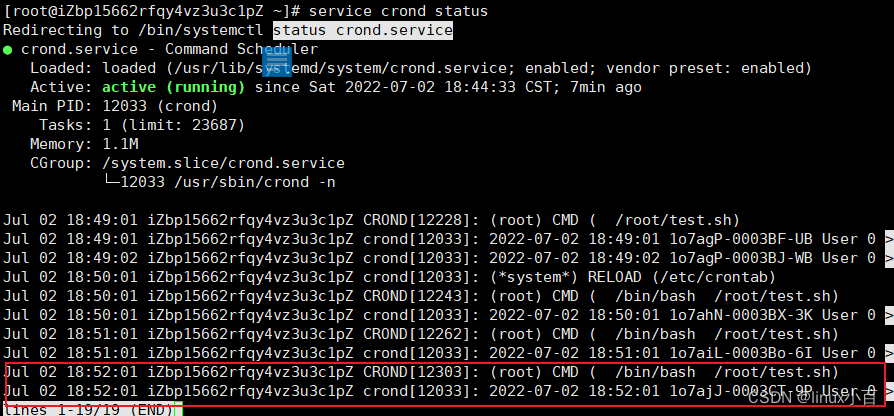 [root@iZbp15662rfqy4vz3u3c1pZ ~]# service crond status
Redirecting to /bin/systemctl status crond.service
● crond.service - Command Scheduler
Loaded: loaded (/usr/lib/systemd/system/crond.service; enabled; vendor preset: enabled)
Active: active (running) since Sat 2022-07-02 18:44:33 CST; 7min ago
Main PID: 12033 (crond)
Tasks: 1 (limit: 23687)
Memory: 1.1M
CGroup: /system.slice/crond.service
└─12033 /usr/sbin/crond -n
Jul 02 18:49:01 iZbp15662rfqy4vz3u3c1pZ CROND[12228]: (root) CMD (  /root/test.sh)
Jul 02 18:49:01 iZbp15662rfqy4vz3u3c1pZ crond[12033]: 2022-07-02 18:49:01 1o7agP-0003BF-UB User 0 >
Jul 02 18:49:02 iZbp15662rfqy4vz3u3c1pZ crond[12033]: 2022-07-02 18:49:02 1o7agP-0003BJ-WB User 0 >
Jul 02 18:50:01 iZbp15662rfqy4vz3u3c1pZ crond[12033]: (*system*) RELOAD (/etc/crontab)
Jul 02 18:50:01 iZbp15662rfqy4vz3u3c1pZ CROND[12243]: (root) CMD (  /bin/bash  /root/test.sh)
Jul 02 18:50:01 iZbp15662rfqy4vz3u3c1pZ crond[12033]: 2022-07-02 18:50:01 1o7ahN-0003BX-3K User 0 >
Jul 02 18:51:01 iZbp15662rfqy4vz3u3c1pZ CROND[12262]: (root) CMD (  /bin/bash  /root/test.sh)
Jul 02 18:51:01 iZbp15662rfqy4vz3u3c1pZ crond[12033]: 2022-07-02 18:51:01 1o7aiL-0003Bo-6I User 0 >
Jul 02 18:52:01 iZbp15662rfqy4vz3u3c1pZ CROND[12303]: (root) CMD (  /bin/bash  /root/test.sh)
Jul 02 18:52:01 iZbp15662rfqy4vz3u3c1pZ crond[12033]: 2022-07-02 18:52:01 1o7ajJ-0003CT-9P User 0 >
lines 1-19/19 (END)
CSDN @linux小百